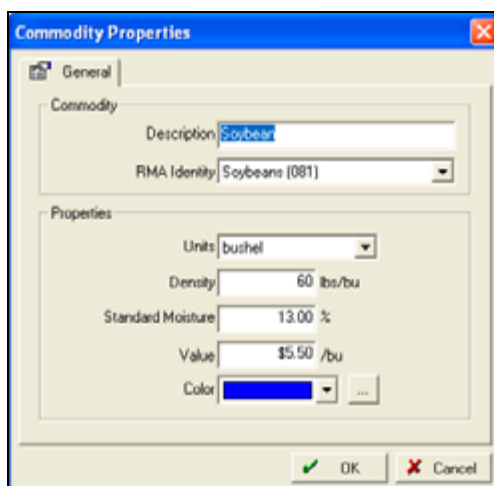 Commodity Properties
General
Commodity
Description Soybean
RMA Identity Soybeans (081)
Properties
Units bushel
Density 60 lbs/bu
Standard Moisture 13.00 %
Value $5.50 /bu
Color ...
OK Cancel